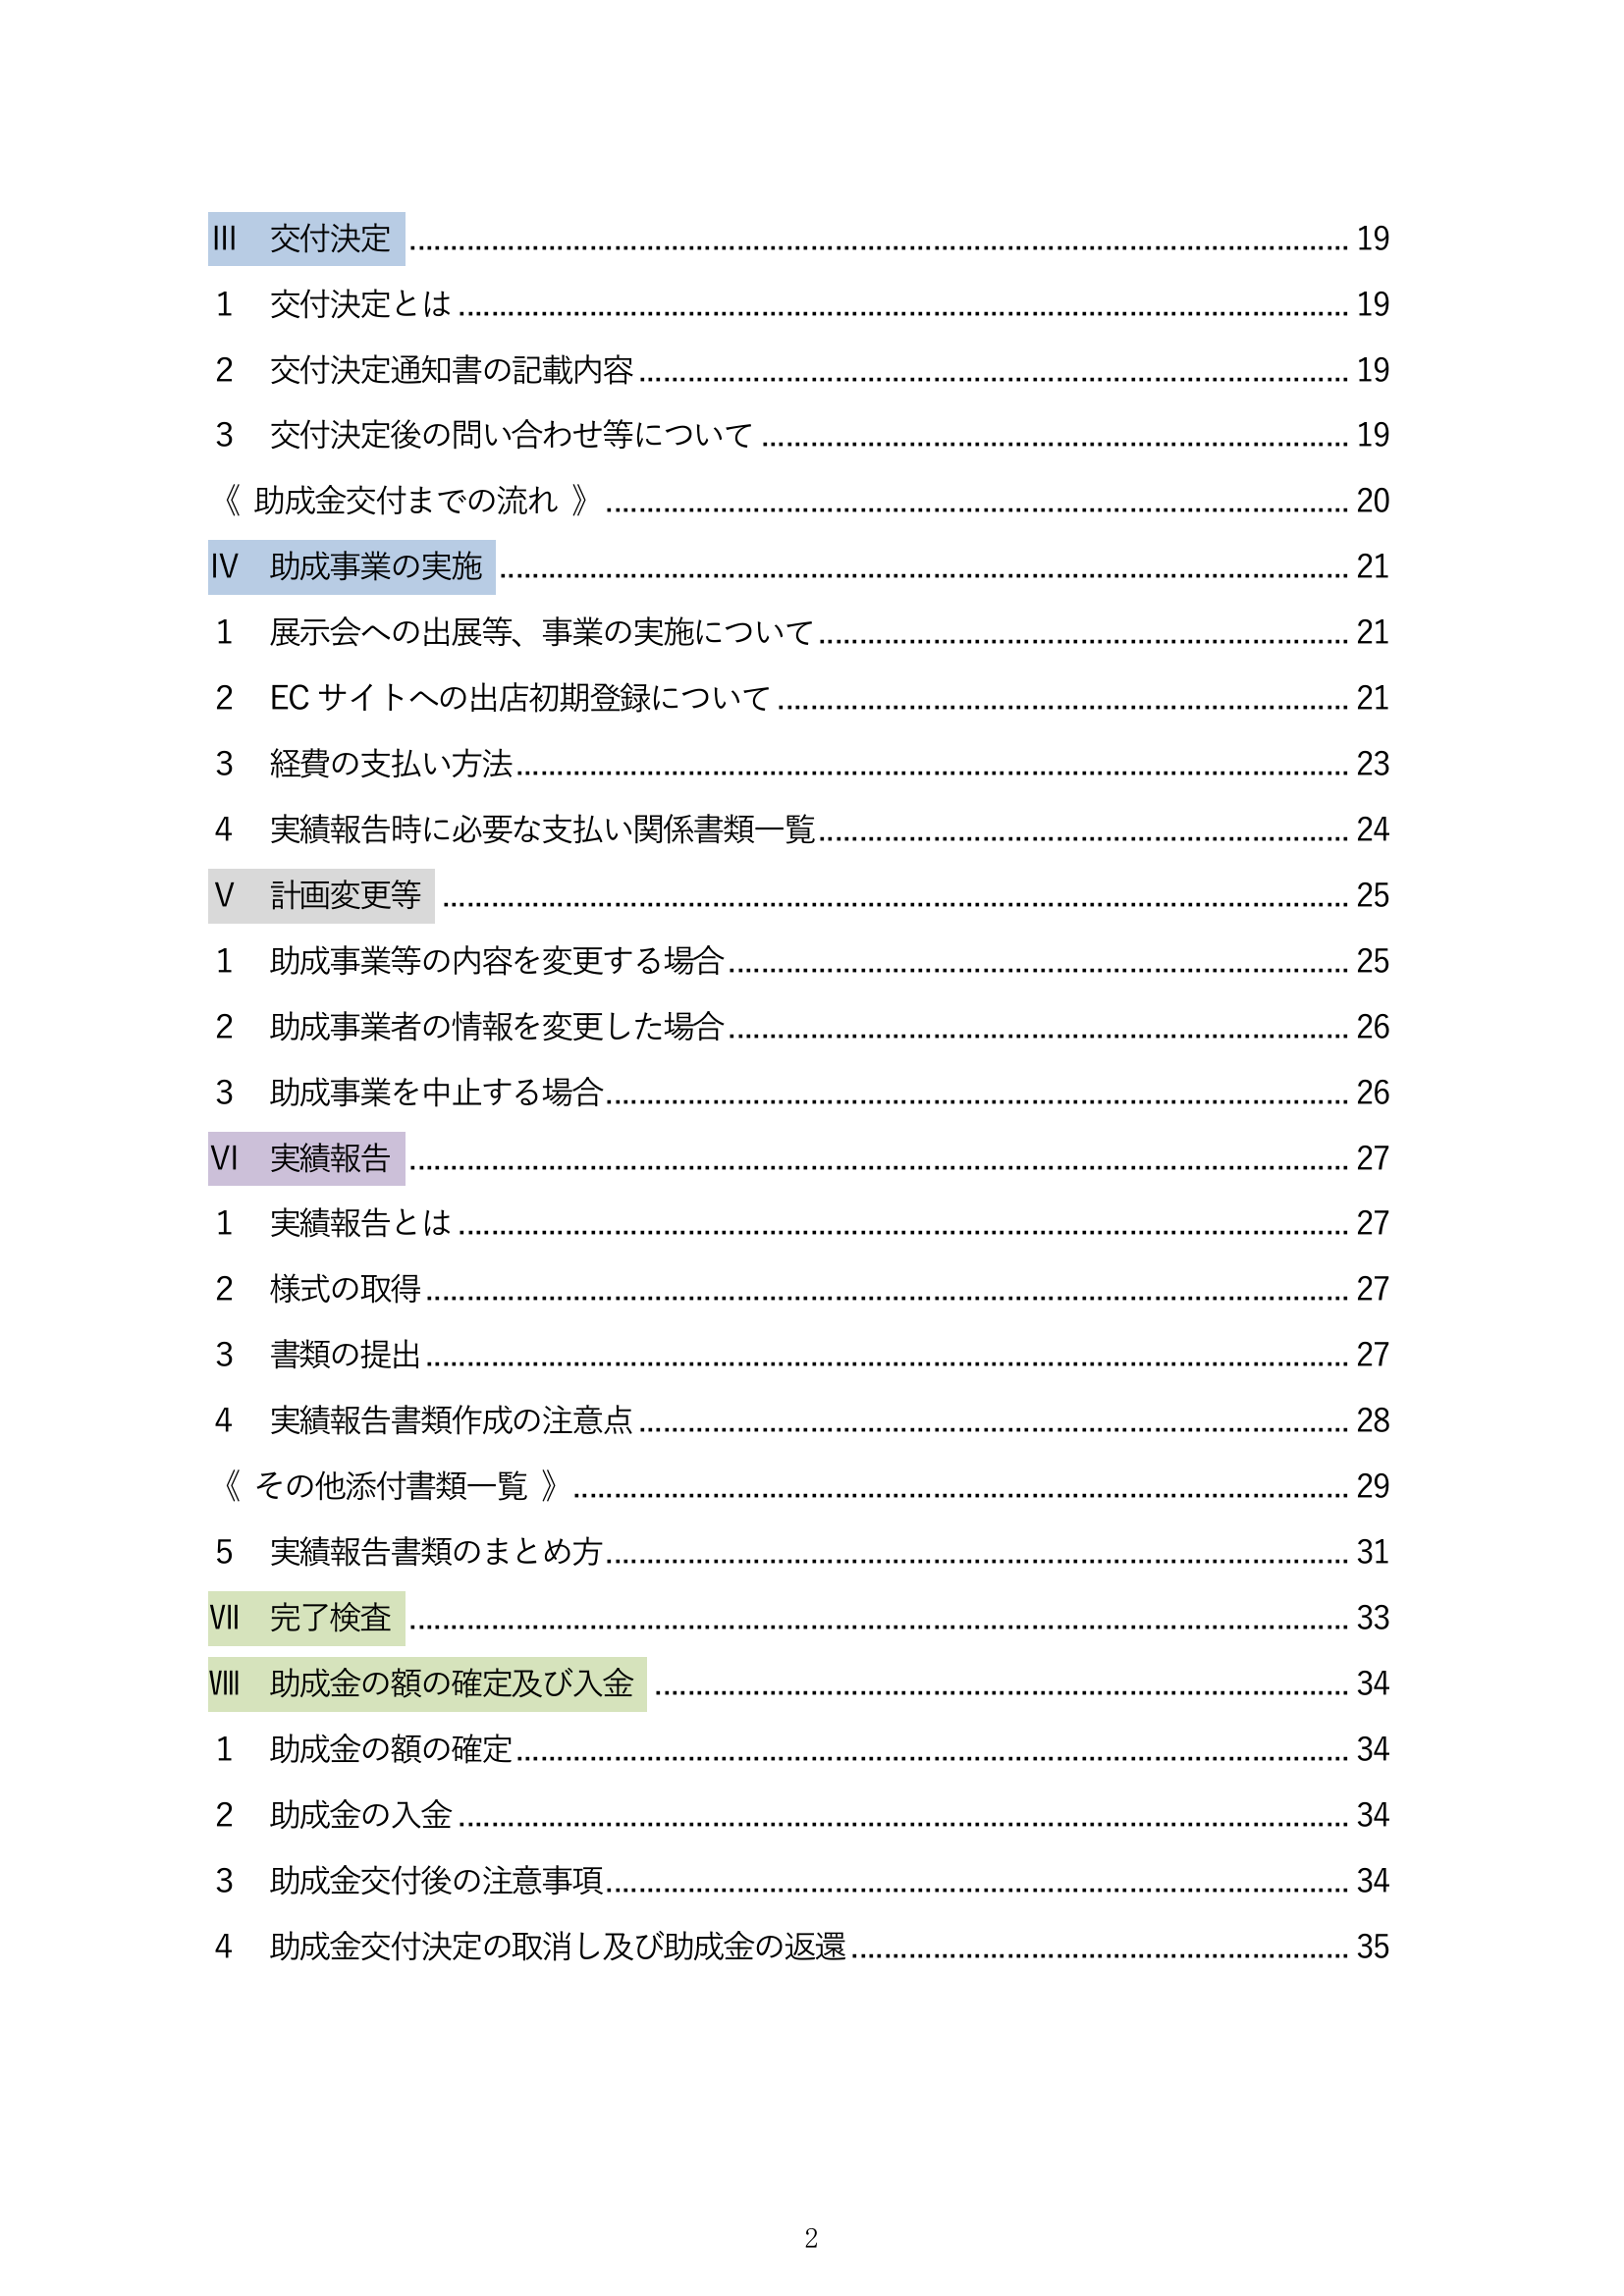 Ⅲ　交付決定 ........ 19
1　交付決定とは ........ 19
2　交付決定通知書の記載内容 ........ 19
3　交付決定後の問い合わせ等について ........ 19
《 助成金交付までの流れ 》 ........ 20
Ⅳ　助成事業の実施 ........ 21
1　展示会への出展等、事業の実施について ........ 21
2　EC サイトへの出店初期登録について ........ 21
3　経費の支払い方法 ........ 23
4　実績報告時に必要な支払い関係書類一覧 ........ 24
Ⅴ　計画変更等 ........ 25
1　助成事業等の内容を変更する場合 ........ 25
2　助成事業者の情報を変更した場合 ........ 26
3　助成事業を中止する場合 ........ 26
Ⅵ　実績報告 ........ 27
1　実績報告とは ........ 27
2　様式の取得 ........ 27
3　書類の提出 ........ 27
4　実績報告書類作成の注意点 ........ 28
《 その他添付書類一覧 》 ........ 29
5　実績報告書類のまとめ方 ........ 31
Ⅶ　完了検査 ........ 33
Ⅷ　助成金の額の確定及び入金 ........ 34
1　助成金の額の確定 ........ 34
2　助成金の入金 ........ 34
3　助成金交付後の注意事項 ........ 34
4　助成金交付決定の取消し及び助成金の返還 ........ 35
2